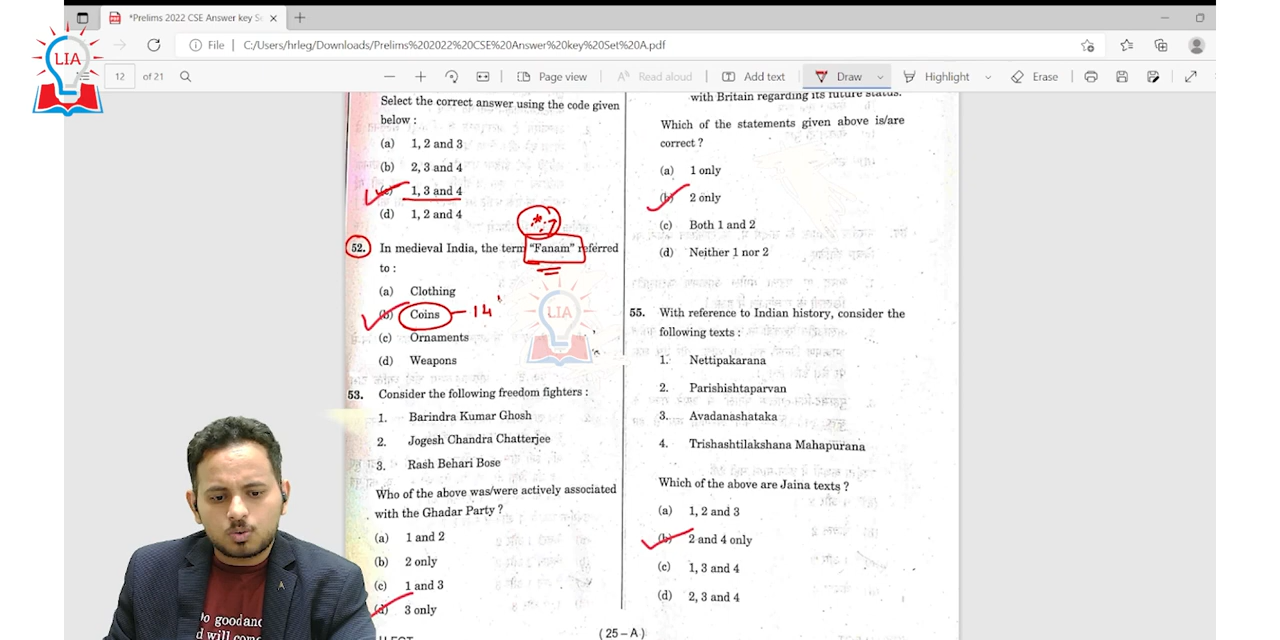 *Prelims 2022 CSE Answer key Se
LIA
File
C:/Users/hrleg/Downloads/Prelims%202022%20CSE%20Answer%20key%20Set%20A.pdf
12 of 21
Page view
Read aloud
Add text
Draw
Highlight
Erase
Select the correct answer using the code given
below :
(a) 1, 2 and 3
(b) 2, 3 and 4
(c) 1, 3 and 4
(d) 1, 2 and 4
52. In medieval India, the term "Fanam" referred
to :
(a) Clothing
(b) Coins
14
(c) Ornaments
(d) Weapons
LIA
53. Consider the following freedom fighters :
1. Barindra Kumar Ghosh
2. Jogesh Chandra Chatterjee
3. Rash Behari Bose
Who of the above was/were actively associated
with the Ghadar Party ?
(a) 1 and 2
(b) 2 only
(c) 1 and 3
(d) 3 only
with Britain regarding its future status.
Which of the statements given above is/are
correct ?
(a) 1 only
(b) 2 only
(c) Both 1 and 2
(d) Neither 1 nor 2
55. With reference to Indian history, consider the
following texts :
1. Nettipakarana
2. Parishishtaparvan
3. Avadanashataka
4. Trishashtilakshana Mahapurana
Which of the above are Jaina texts ?
(a) 1, 2 and 3
(b) 2 and 4 only
(c) 1, 3 and 4
(d) 2, 3 and 4
(25 – A)